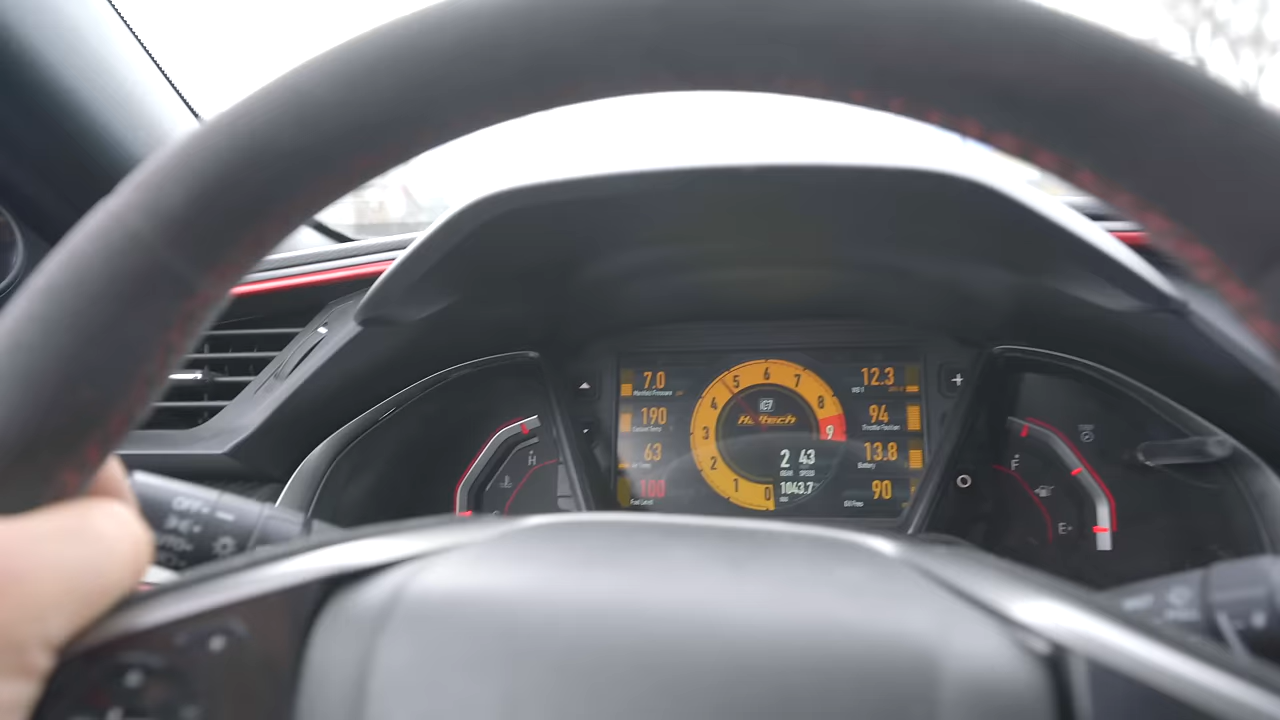 7.0
Manifold Pressure
190
Coolant Temp
63
Air Temp
100
Fuel Level
5 6 7
4 8
3 9
2
1 0
IC7
Haltech
2 43
GEAR SPEED
1043.7
12.3
94
Throttle Position
13.8
Battery
90
H
F
E
OFF
AUTO
+